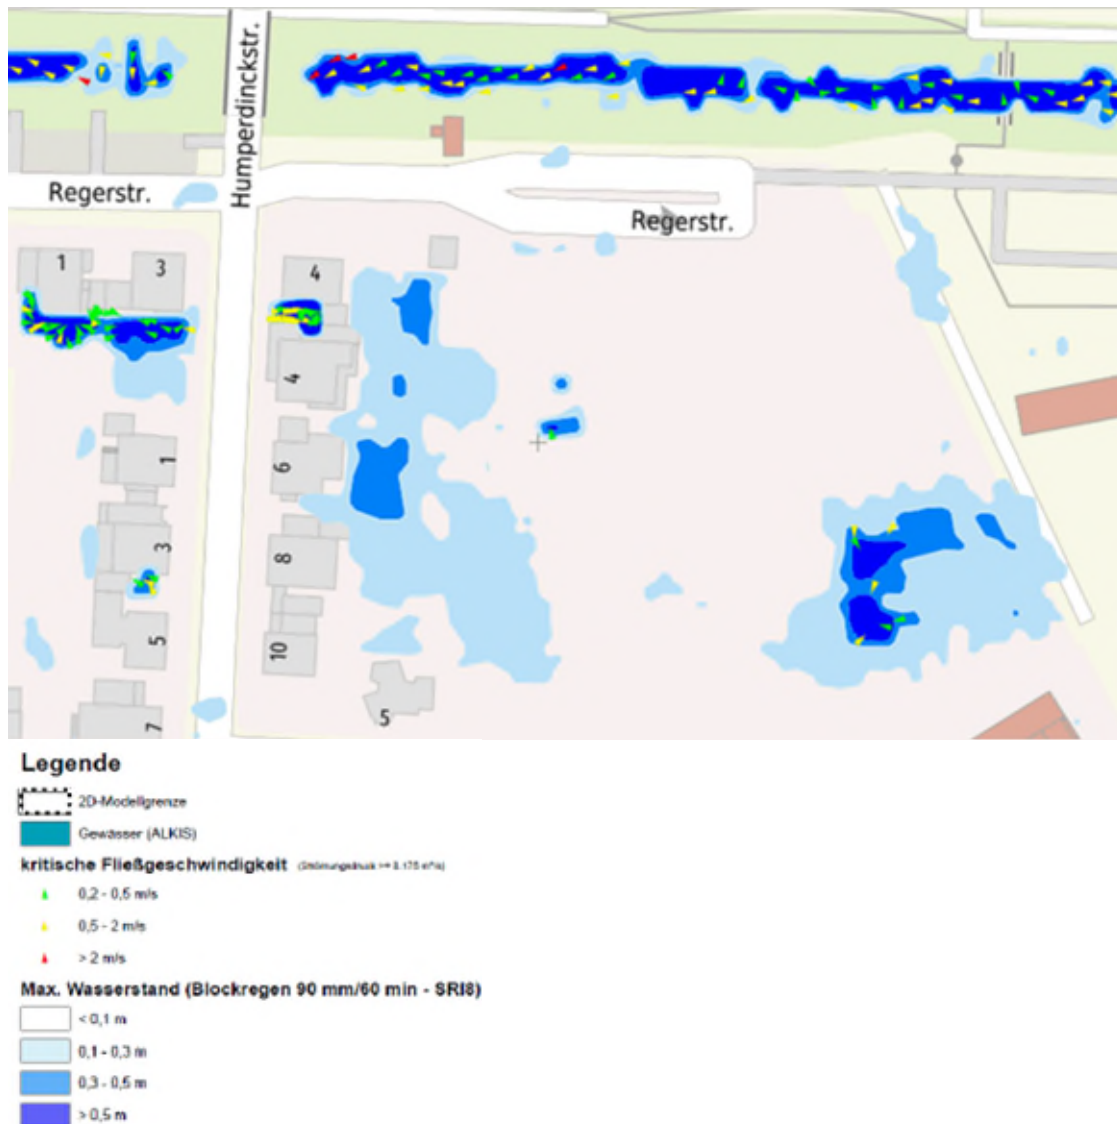 Humperdinckstr.
Regerstr.
Regerstr.
1
3
4
4
1
6
3
8
5
10
7
5
Legende
2D-Modellgrenze
Gewässer (ALKIS)
kritische Fließgeschwindigkeit
0,2 - 0,5 m/s
0,5 - 2 m/s
> 2 m/s
Max. Wasserstand (Blockregen 90 mm/60 min - SRI8)
< 0,1 m
0,1 - 0,3 m
0,3 - 0,5 m
> 0,5 m